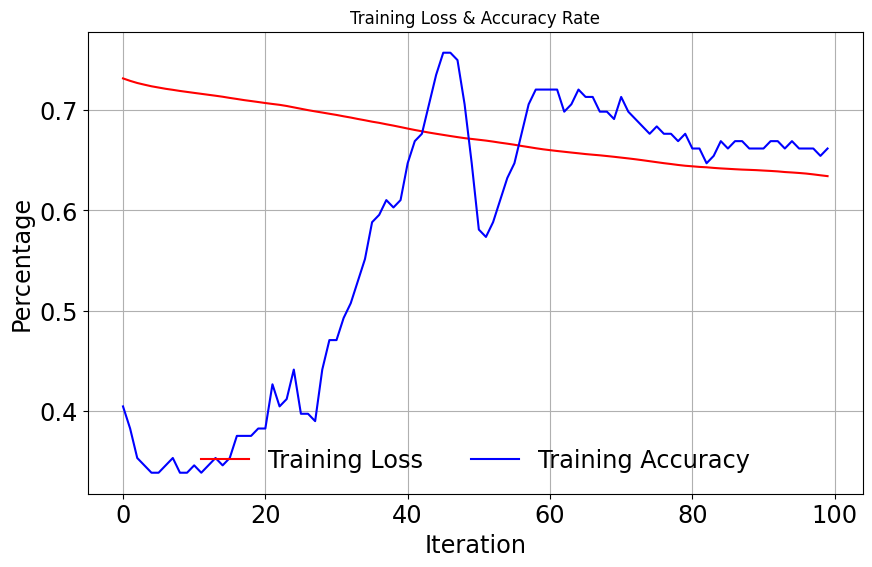 Training Loss & Accuracy Rate
Percentage
0.7
0.6
0.5
0.4
Training Loss
Training Accuracy
0 20 40 60 80 100
Iteration